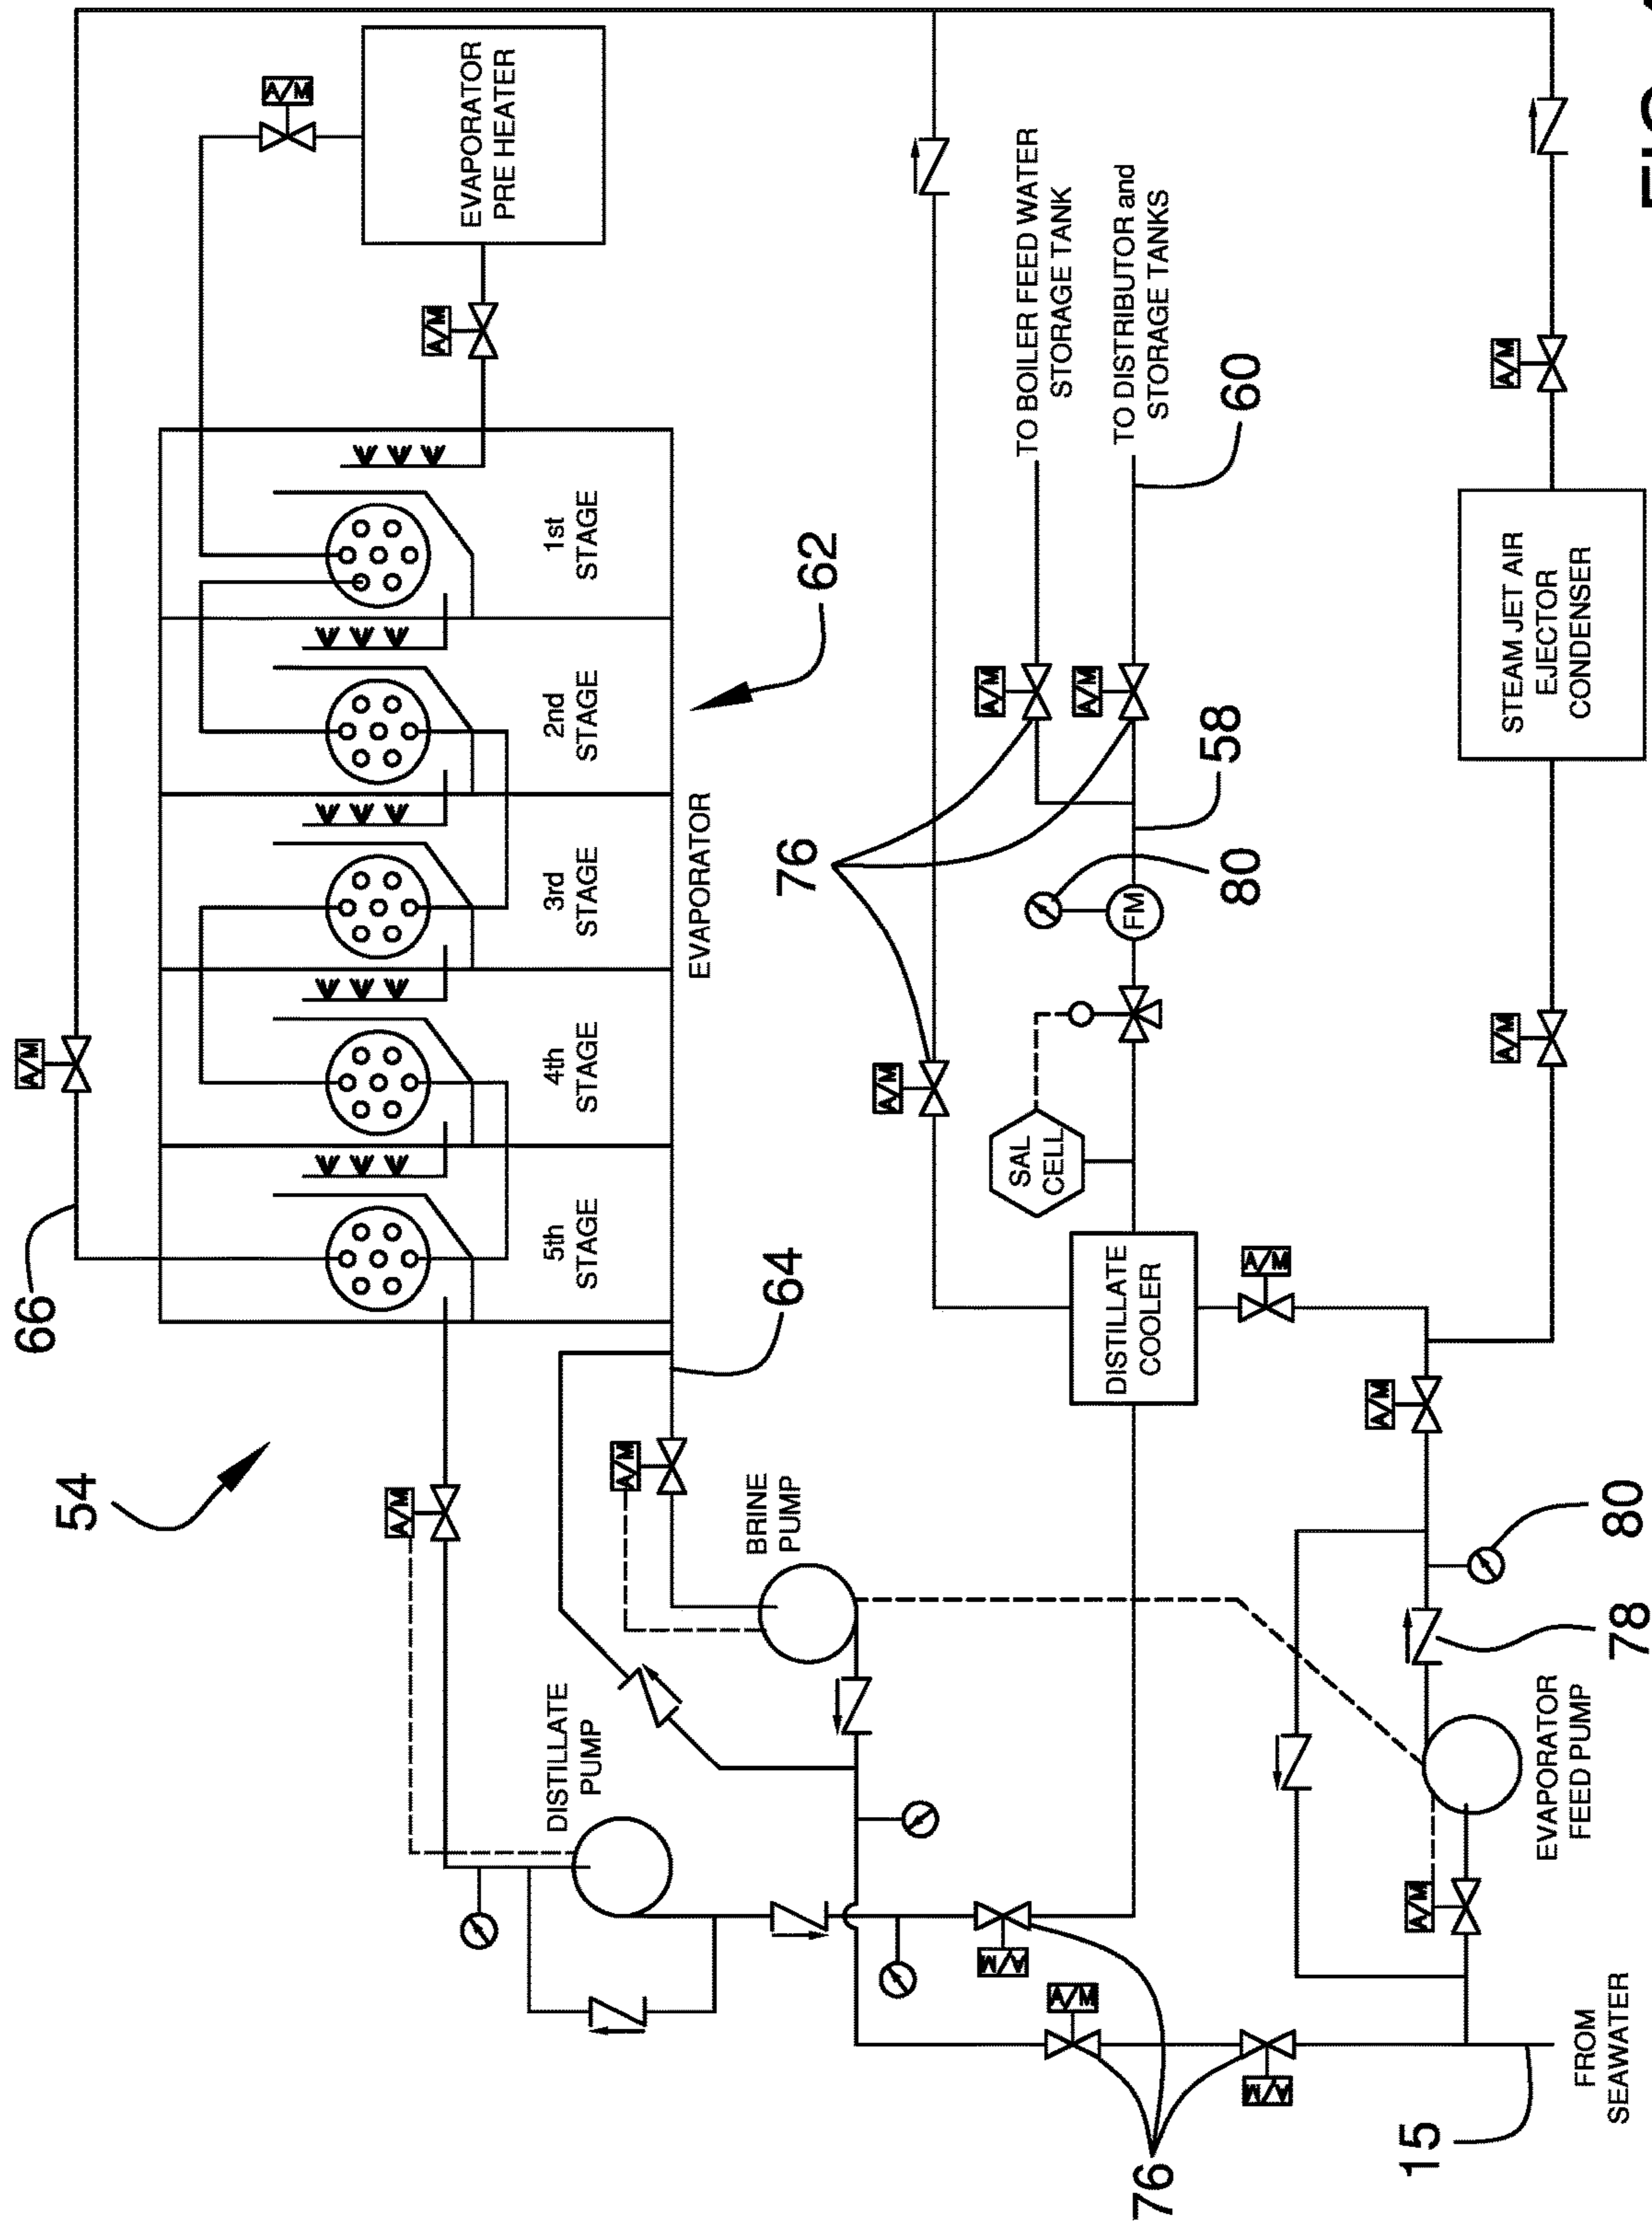 66
A/M
54
A/M
EVAPORATOR
PRE HEATER
A/M
A/M
5th
STAGE
4th
STAGE
3rd
STAGE
2nd
STAGE
1st
STAGE
DISTILLATE
PUMP
A/M
64
EVAPORATOR
62
BRINE
PUMP
76
A/M
A/M
TO BOILER FEED WATER
STORAGE TANK
SAL
CELL
A/M
A/M
A/M
TO DISTRIBUTOR and
STORAGE TANKS
FM
DISTILLATE
COOLER
76
80
58
60
A/M
A/M
A/M
15
A/M
A/M
A/M
EVAPORATOR
FEED PUMP
STEAM JET AIR
EJECTOR
CONDENSER
FROM
SEAWATER
78
80
FIG.